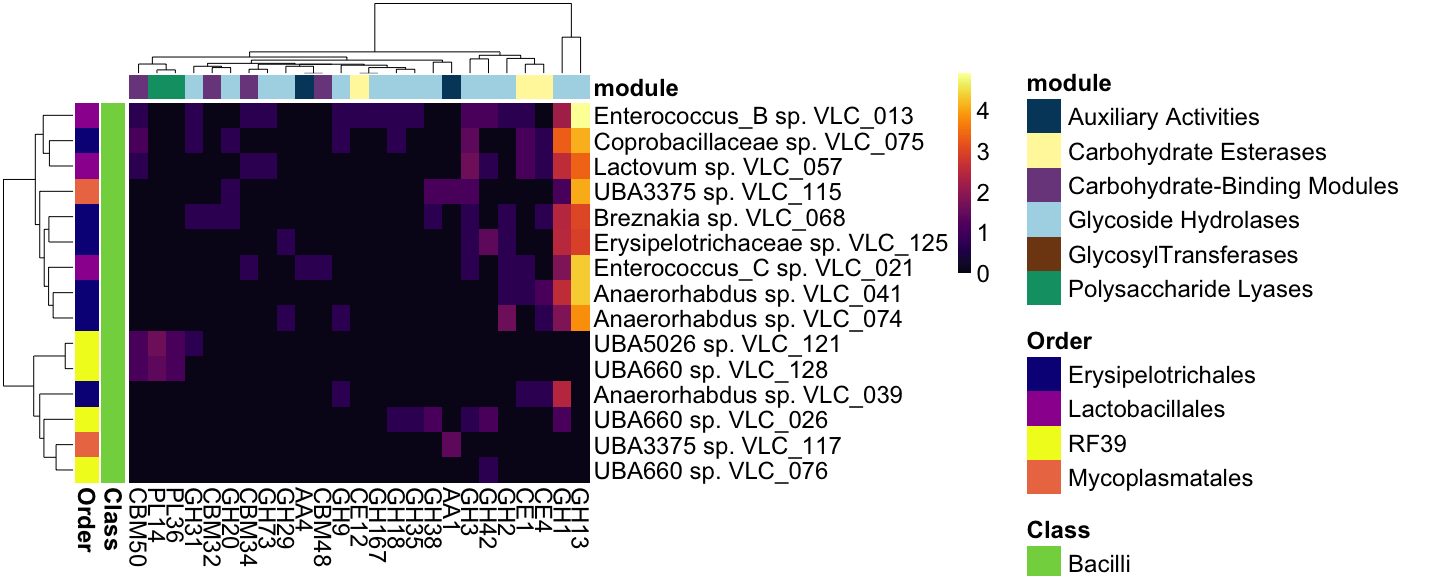 module
Enterococcus_B sp. VLC_013
Coprobacillaceae sp. VLC_075
Lactovum sp. VLC_057
UBA3375 sp. VLC_115
Breznakia sp. VLC_068
Erysipelotrichaceae sp. VLC_125
Enterococcus_C sp. VLC_021
Anaerorhabdus sp. VLC_041
Anaerorhabdus sp. VLC_074
UBA5026 sp. VLC_121
UBA660 sp. VLC_128
Anaerorhabdus sp. VLC_039
UBA660 sp. VLC_026
UBA3375 sp. VLC_117
UBA660 sp. VLC_076
Order
Class
CBM50
PL14
PL36
GH31
CBM32
GH20
CBM34
GH73
GH29
AA4
CBM48
GH9
CE12
GH167
GH18
GH35
GH38
AA1
GH3
GH42
GH2
CE1
CE4
GH1
GH13
4
3
2
1
0
module
Auxiliary Activities
Carbohydrate Esterases
Carbohydrate-Binding Modules
Glycoside Hydrolases
GlycosylTransferases
Polysaccharide Lyases
Order
Erysipelotrichales
Lactobacillales
RF39
Mycoplasmatales
Class
Bacilli